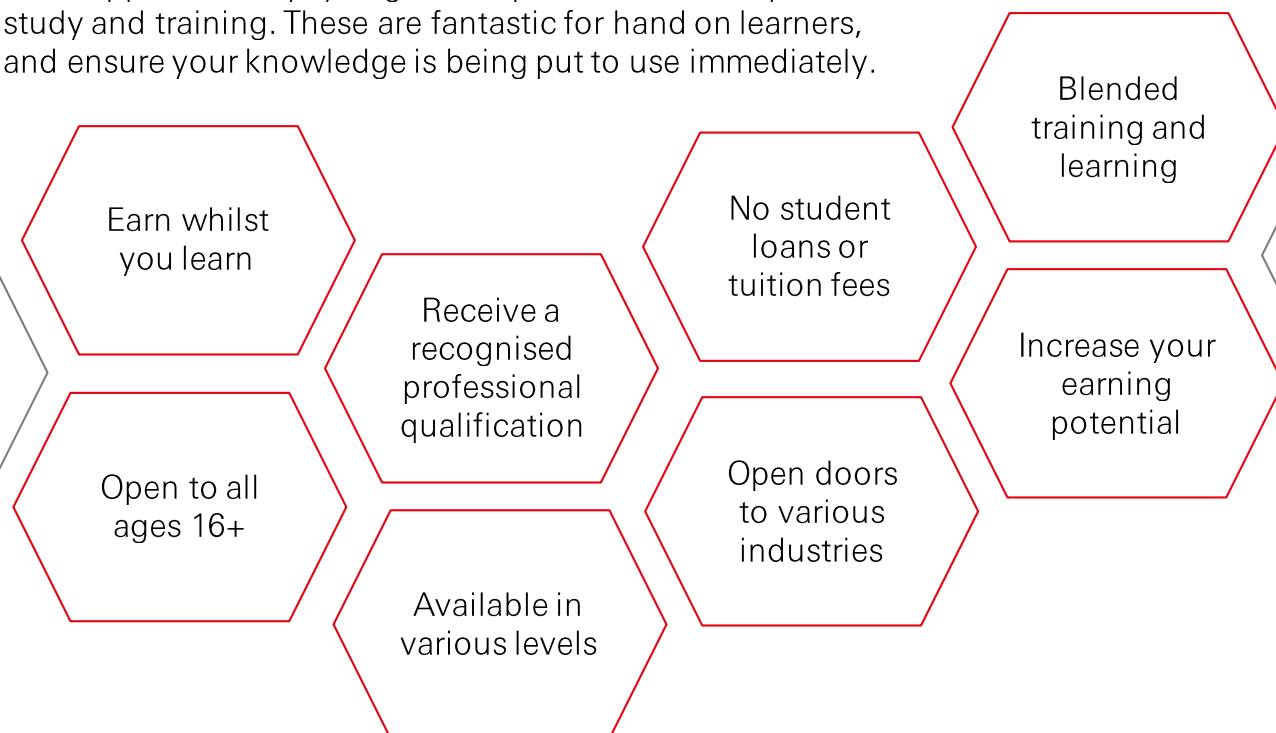 study and training. These are fantastic for hand on learners,
and ensure your knowledge is being put to use immediately.
Earn whilst
you learn
Open to all
ages 16+
Receive a
recognised
professional
qualification
Available in
various levels
No student
loans or
tuition fees
Open doors
to various
industries
Blended
training and
learning
Increase your
earning
potential